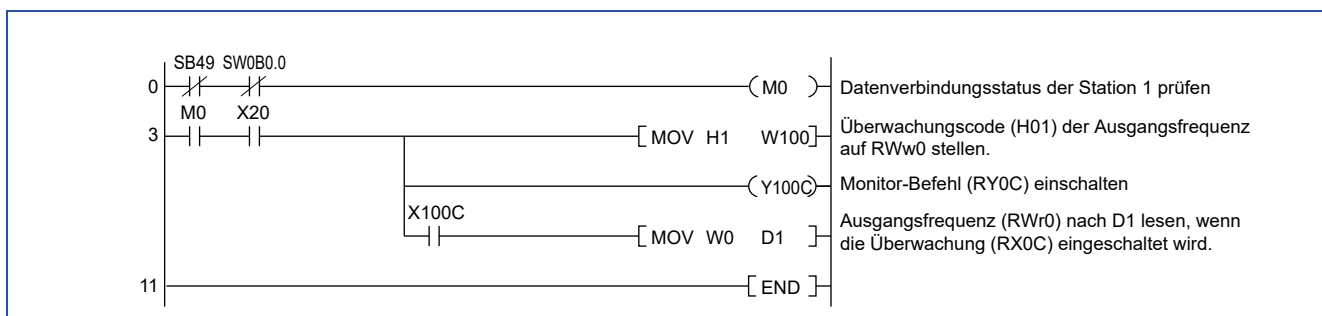 SB49 SW0B0.0
0 M0 Datenverbindungsstatus der Station 1 prüfen
M0 X20
3 MOV H1 W100 Überwachungscode (H01) der Ausgangsfrequenz
auf RWw0 stellen.
Y100C Monitor-Befehl (RY0C) einschalten
X100C
MOV W0 D1 Ausgangsfrequenz (RWr0) nach D1 lesen, wenn
die Überwachung (RX0C) eingeschaltet wird.
11 END